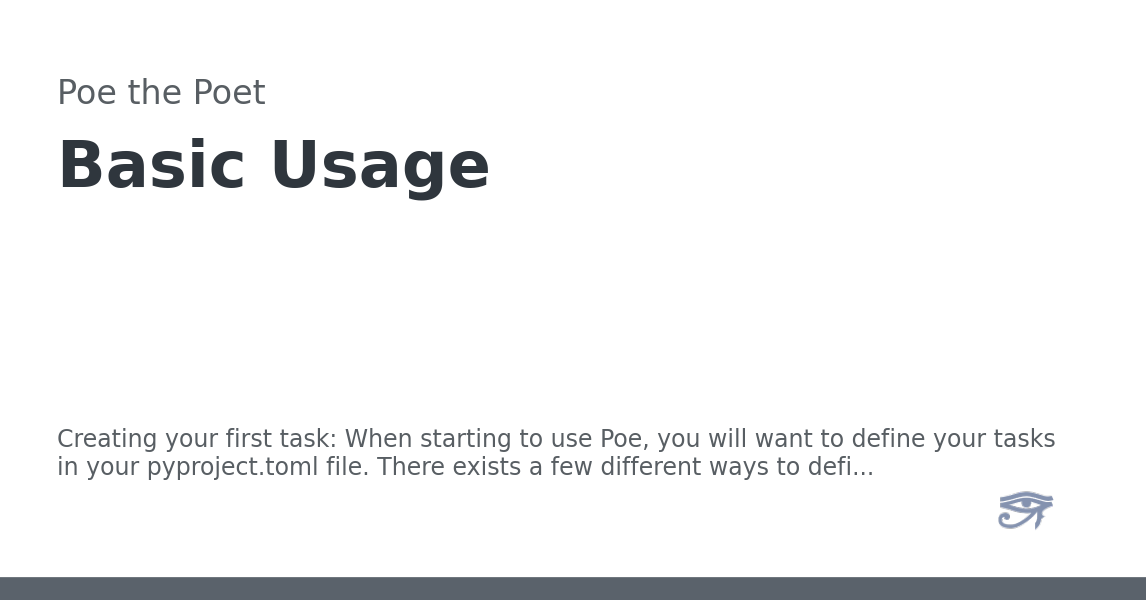 Poe the Poet
Basic Usage
Creating your first task: When starting to use Poe, you will want to define your tasks
in your pyproject.toml file. There exists a few different ways to defi...